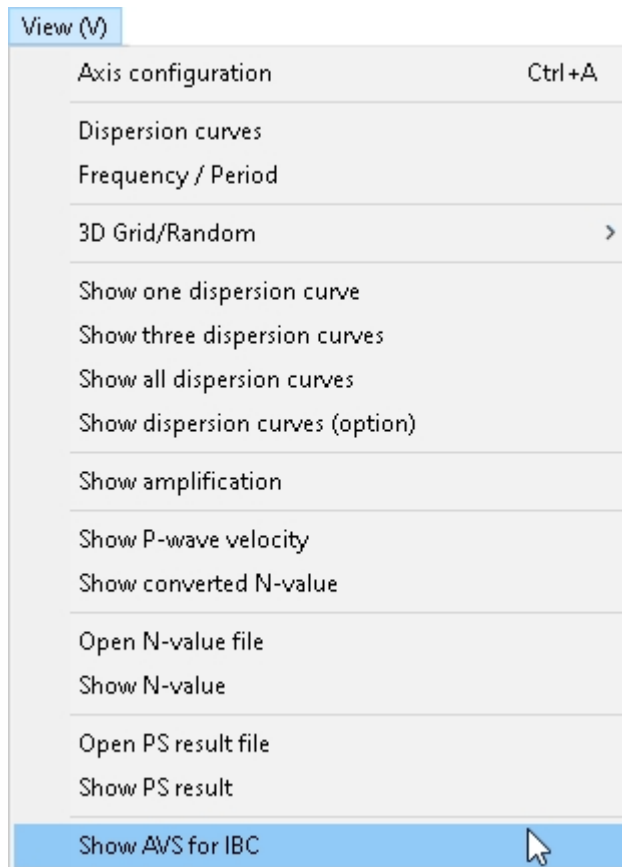 View (V)
Axis configuration Ctrl+A
Dispersion curves
Frequency / Period
3D Grid/Random
Show one dispersion curve
Show three dispersion curves
Show all dispersion curves
Show dispersion curves (option)
Show amplification
Show P-wave velocity
Show converted N-value
Open N-value file
Show N-value
Open PS result file
Show PS result
Show AVS for IBC